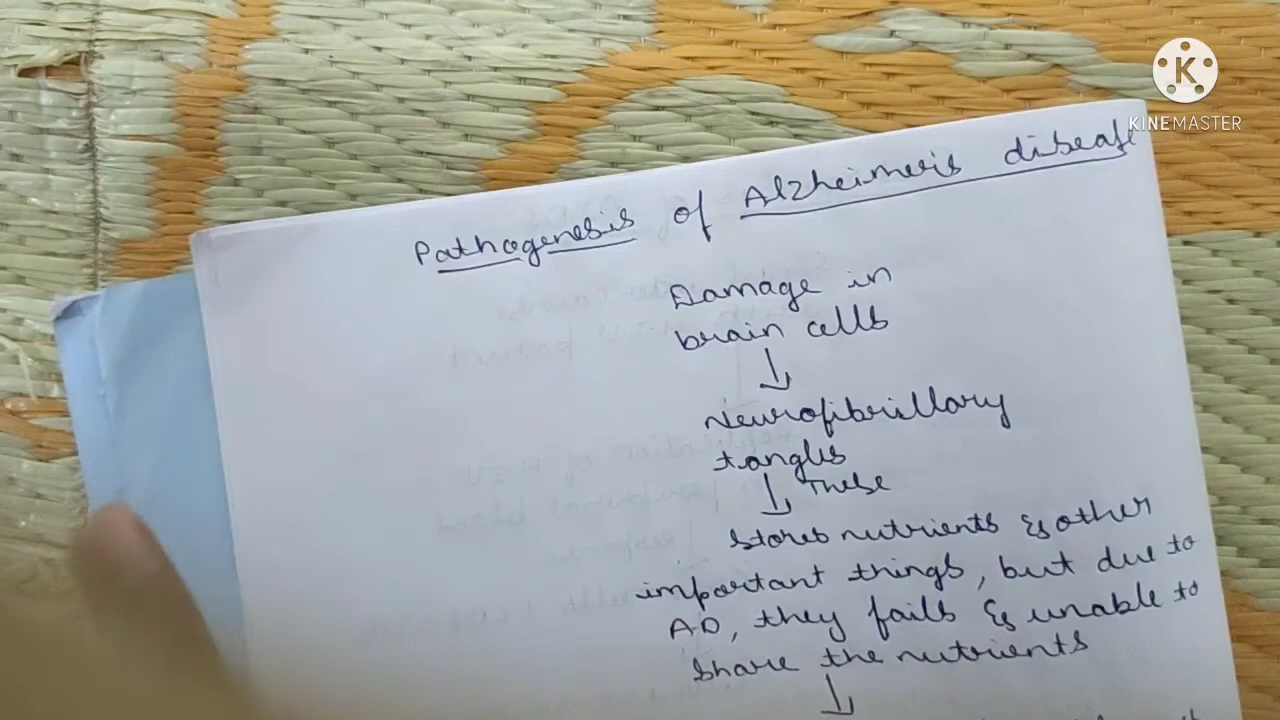 K
KINEMASTER
Pathogenesis of Alzheimer's disease
Damage in
brain cells
↓
Neurofibrillary
tangles
↓ These
stores nutrients & other
important things, but due to
AD, they fails & unable to
share the nutrients
↓